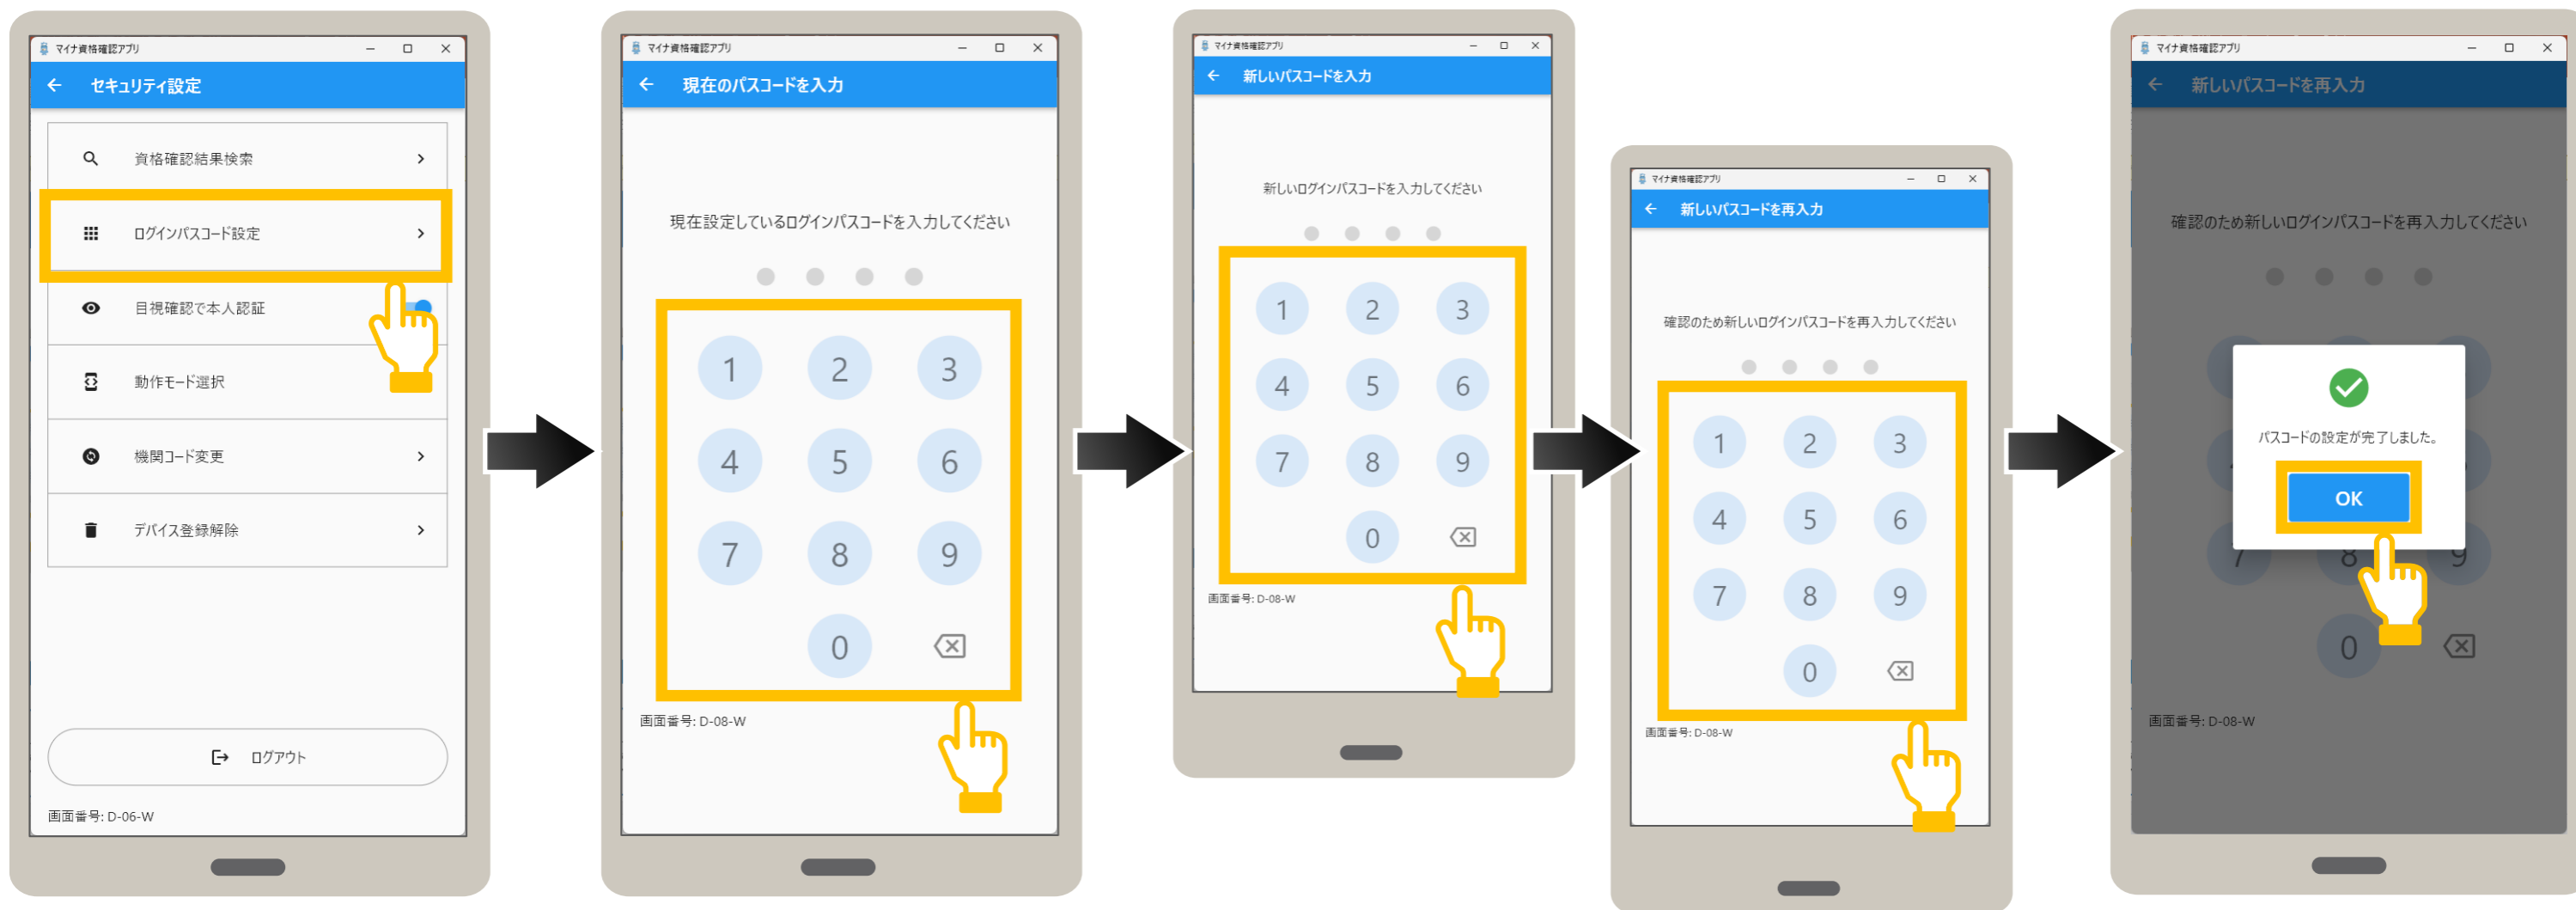 マイナ資格確認アプリ
セキュリティ設定
資格確認結果検索
ログインパスコード設定
目視確認で本人認証
動作モード選択
機関コード変更
デバイス登録解除
ログアウト
画面番号: D-06-W
マイナ資格確認アプリ
現在のパスコードを入力
現在設定しているログインパスコードを入力してください
1 2 3
4 5 6
7 8 9
0
画面番号: D-08-W
マイナ資格確認アプリ
新しいパスコードを入力
新しいログインパスコードを入力してください
1 2 3
4 5 6
7 8 9
0
画面番号: D-08-W
マイナ資格確認アプリ
新しいパスコードを再入力
確認のため新しいログインパスコードを再入力してください
1 2 3
4 5 6
7 8 9
0
画面番号: D-08-W
マイナ資格確認アプリ
新しいパスコードを再入力
確認のため新しいログインパスコードを再入力してください
パスコードの設定が完了しました。
OK
7 8 9
0
画面番号: D-08-W